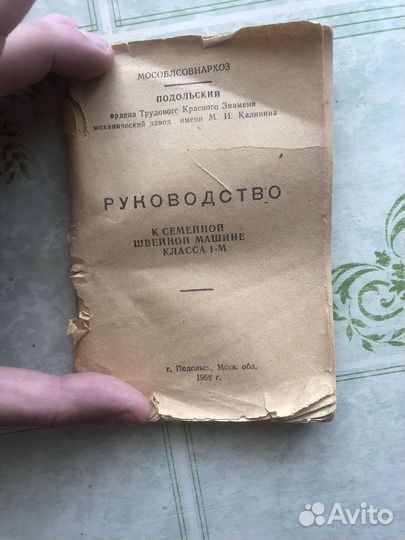 МОСОБЛСОВНАРХОЗ
ПОДОЛЬСКИЙ
ордена Трудового Красного Знамени
механический завод имени М. И. Калинина
РУКОВОДСТВО
К СЕМЕЙНОЙ
ШВЕЙНОЙ МАШИНЕ
КЛАССА 1-М
г. Подольск, Моск. обл.
1958 г.
Avito